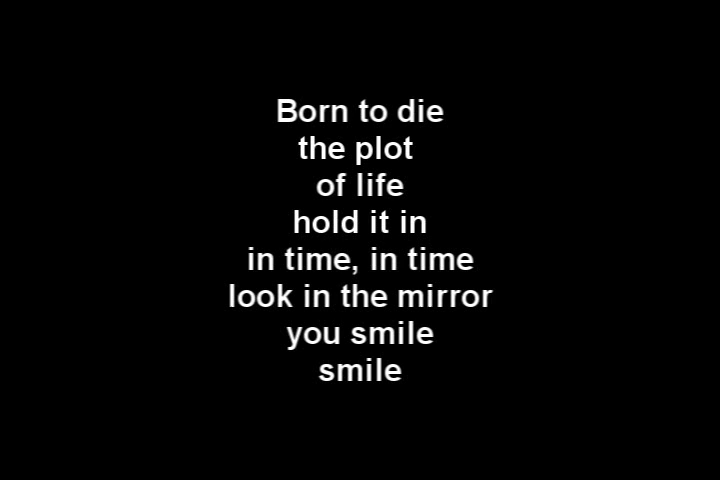 Born to die
the plot
of life
hold it in
in time, in time
look in the mirror
you smile
smile